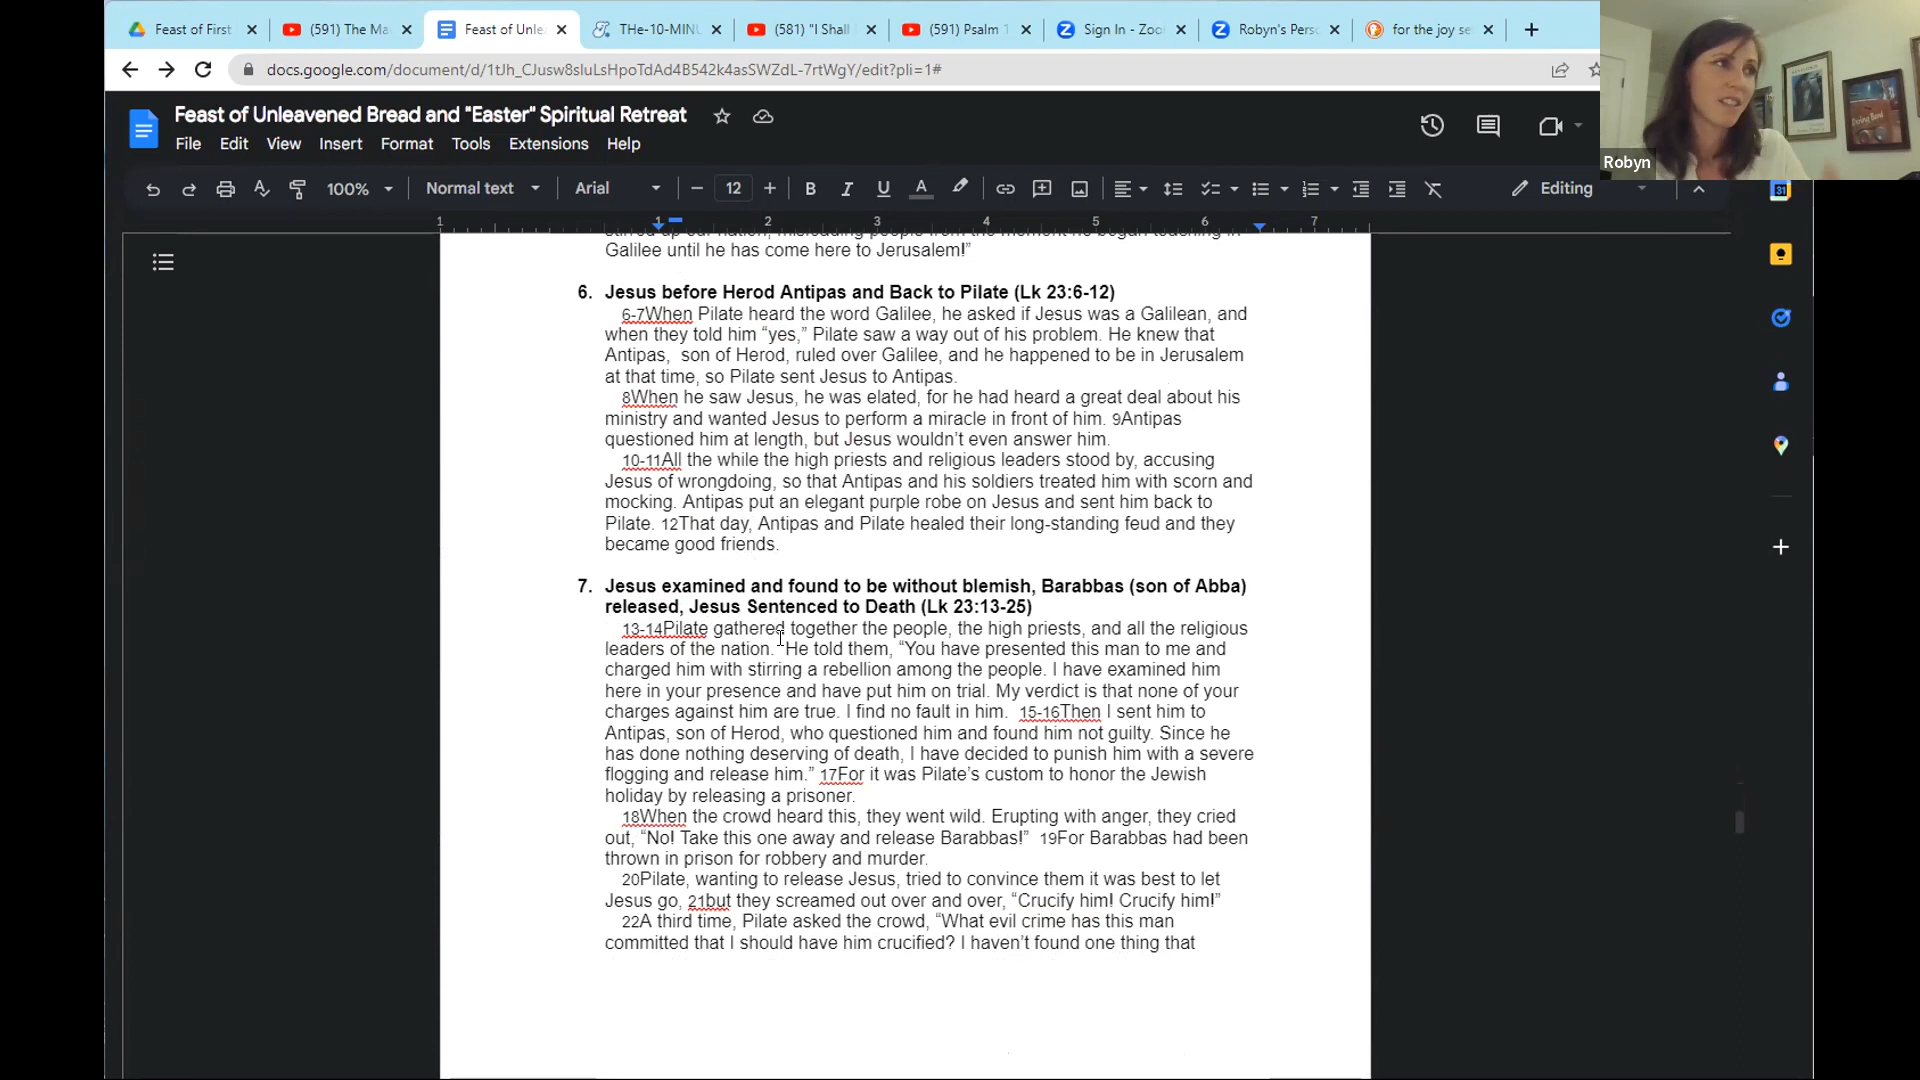 Feast of First
(591) The Ma
Feast of Unle
THe-10-MINU
(581) "I Shall
(591) Psalm 1
Sign In - Zoo
Robyn's Perso
for the joy se
docs.google.com/document/d/1tJh_CJusw8sluLsHpoTdAd4B542k4asSWZdL-7rtWgY/edit?pli=1#
Feast of Unleavened Bread and "Easter" Spiritual Retreat
File Edit View Insert Format Tools Extensions Help
Robyn
100% Normal text Arial 12 Editing
31
1 1 2 3 4 5 6 7
Galilee until he has come here to Jerusalem!”
6. Jesus before Herod Antipas and Back to Pilate (Lk 23:6-12)
6-7When Pilate heard the word Galilee, he asked if Jesus was a Galilean, and
when they told him “yes,” Pilate saw a way out of his problem. He knew that
Antipas, son of Herod, ruled over Galilee, and he happened to be in Jerusalem
at that time, so Pilate sent Jesus to Antipas.
8When he saw Jesus, he was elated, for he had heard a great deal about his
ministry and wanted Jesus to perform a miracle in front of him. 9Antipas
questioned him at length, but Jesus wouldn’t even answer him.
10-11All the while the high priests and religious leaders stood by, accusing
Jesus of wrongdoing, so that Antipas and his soldiers treated him with scorn and
mocking. Antipas put an elegant purple robe on Jesus and sent him back to
Pilate. 12That day, Antipas and Pilate healed their long-standing feud and they
became good friends.
7. Jesus examined and found to be without blemish, Barabbas (son of Abba)
released, Jesus Sentenced to Death (Lk 23:13-25)
13-14Pilate gathered together the people, the high priests, and all the religious
leaders of the nation. He told them, “You have presented this man to me and
charged him with stirring a rebellion among the people. I have examined him
here in your presence and have put him on trial. My verdict is that none of your
charges against him are true. I find no fault in him. 15-16Then I sent him to
Antipas, son of Herod, who questioned him and found him not guilty. Since he
has done nothing deserving of death, I have decided to punish him with a severe
flogging and release him.” 17For it was Pilate’s custom to honor the Jewish
holiday by releasing a prisoner.
18When the crowd heard this, they went wild. Erupting with anger, they cried
out, “No! Take this one away and release Barabbas!” 19For Barabbas had been
thrown in prison for robbery and murder.
20Pilate, wanting to release Jesus, tried to convince them it was best to let
Jesus go, 21but they screamed out over and over, “Crucify him! Crucify him!”
22A third time, Pilate asked the crowd, “What evil crime has this man
committed that I should have him crucified? I haven’t found one thing that